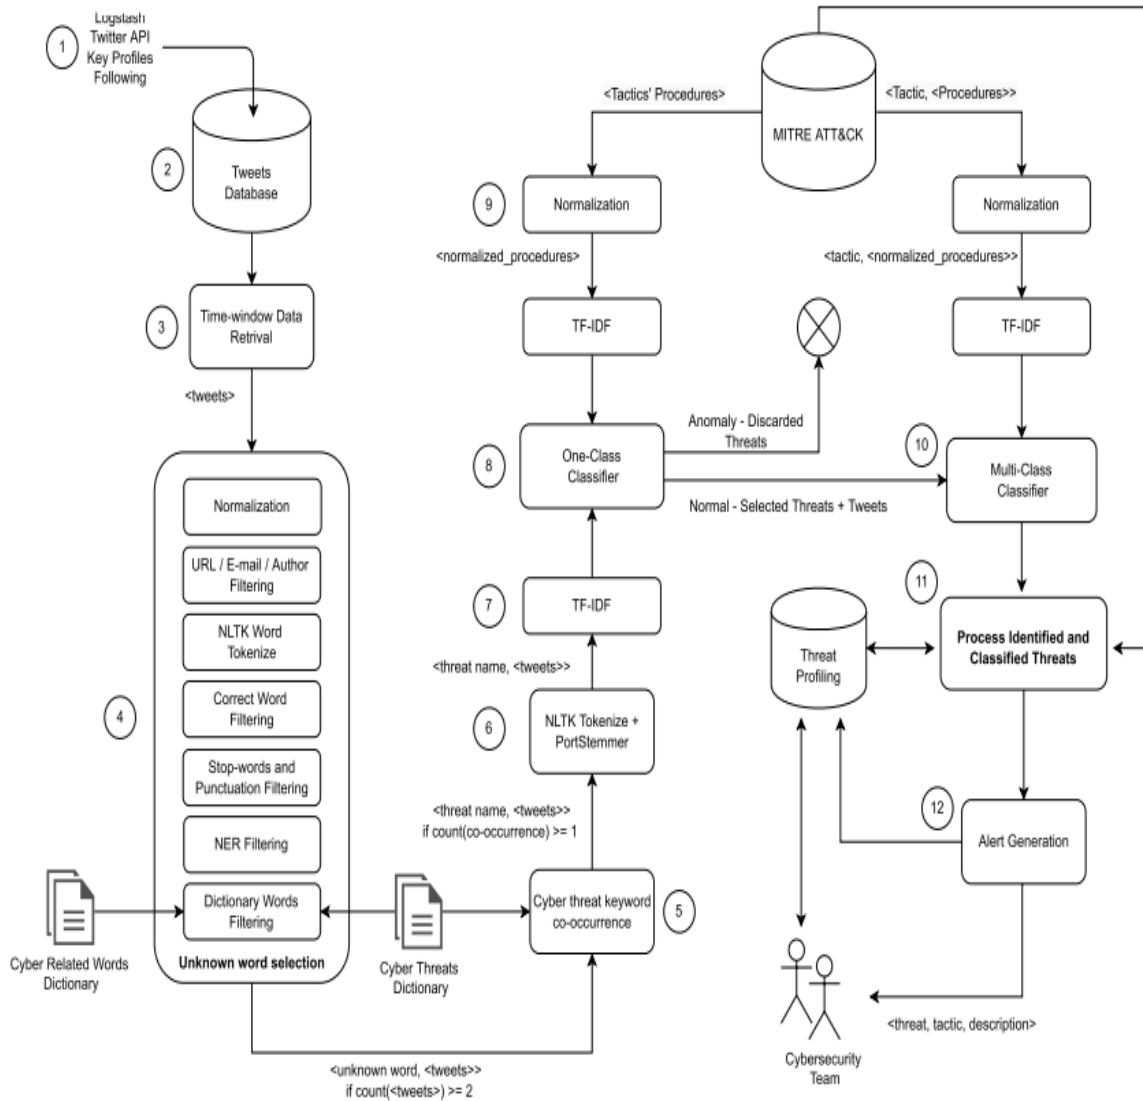 Logstash
Twitter API
Key Profiles
Following
1
2
Tweets
Database
3
Time-window Data
Retrival
<tweets>
4
Normalization
URL / E-mail / Author
Filtering
NLTK Word
Tokenize
Correct Word
Filtering
Stop-words and
Punctuation Filtering
NER Filtering
Dictionary Words
Filtering
Unknown word selection
Cyber Related Words
Dictionary
Cyber Threats
Dictionary
<unknown word, <tweets>>
if count(<tweets>) >= 2
Cyber threat keyword
co-occurrence
5
<threat name, <tweets>>
if count(co-occurrence) >= 1
6
NLTK Tokenize +
PortStemmer
<threat name, <tweets>>
7
TF-IDF
8
One-Class
Classifier
9
Normalization
<normalized_procedures>
TF-IDF
<Tactics' Procedures>
MITRE ATT&CK
<Tactic, <Procedures>>
Normalization
<tactic, <normalized_procedures>>
TF-IDF
Anomaly - Discarded
Threats
Normal - Selected Threats + Tweets
10
Multi-Class
Classifier
11
Process Identified and
Classified Threats
Threat
Profiling
12
Alert Generation
<threat, tactic, description>
Cybersecurity
Team